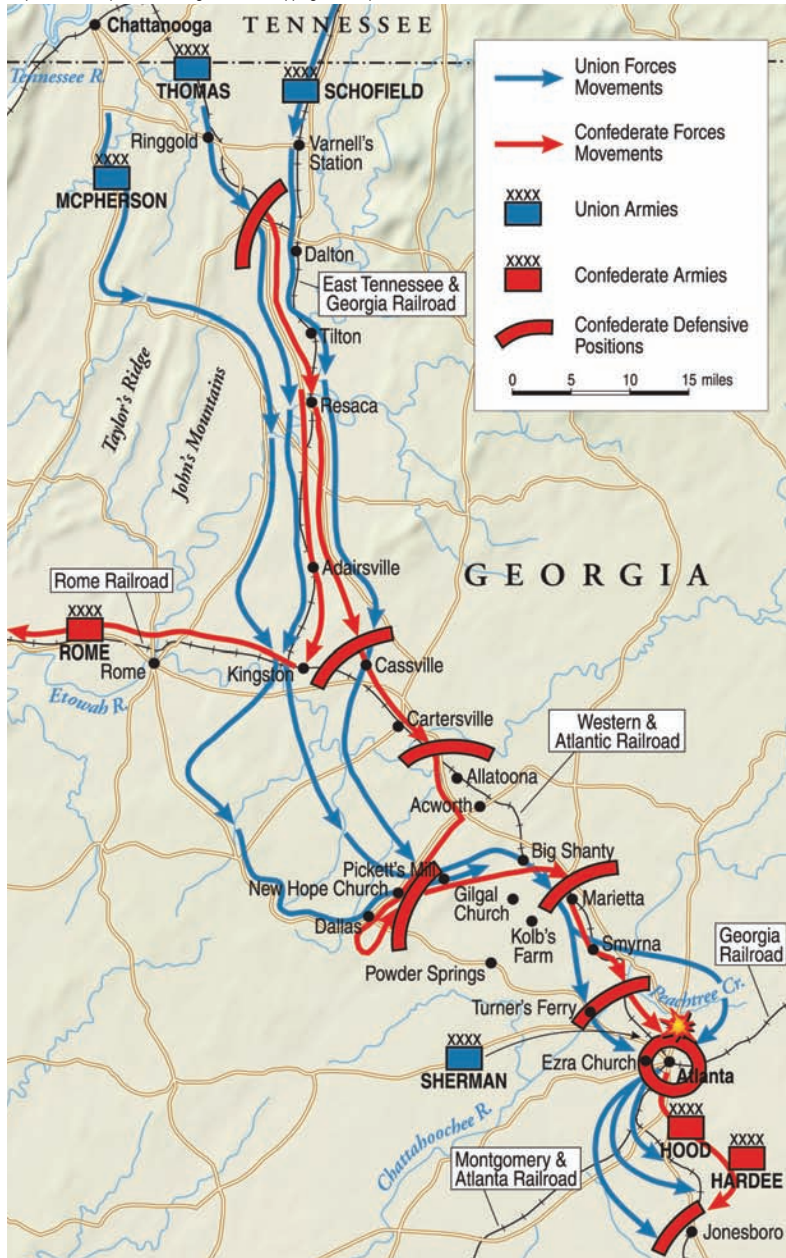 TENNESSEE
Chattanooga
Tennessee R.
XXXX
THOMAS
XXXX
SCHOFIELD
Ringgold
Varnell's
Station
XXXX
MCPHERSON
Dalton
East Tennessee &
Georgia Railroad
Tilton
Resaca
Taylor's Ridge
John's Mountains
Adairsville
GEORGIA
Rome Railroad
XXXX
ROME
Rome
Kingston
Cassville
Etowah R.
Cartersville
Western &
Atlantic Railroad
Allatoona
Acworth
Big Shanty
Pickett's Mill
New Hope Church
Gilgal
Church
Marietta
Dallas
Kolb's
Farm
Smyrna
Georgia
Railroad
Powder Springs
Peachtree Cr.
Turner's Ferry
XXXX
SHERMAN
Ezra Church
Atlanta
Chattahoochee R.
XXXX
HOOD
XXXX
HARDEE
Montgomery &
Atlanta Railroad
Jonesboro
Union Forces
Movements
Confederate Forces
Movements
XXXX
Union Armies
XXXX
Confederate Armies
Confederate Defensive
Positions
0 5 10 15 miles